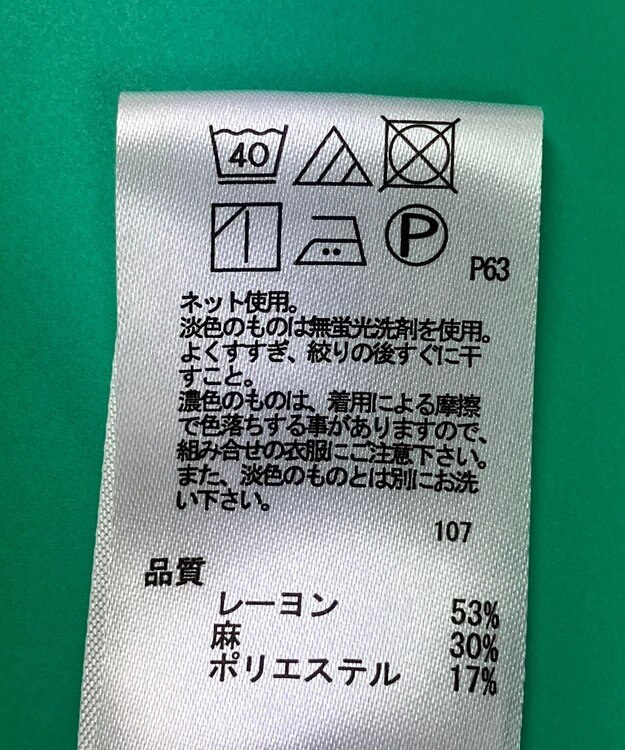 40
P
P63
ネット使用。
淡色のものは無蛍光洗剤を使用。
よくすすぎ、絞りの後すぐに干
すこと。
濃色のものは、着用による摩擦
で色落ちする事がありますので、
組み合せの衣服にご注意下さい。
また、淡色のものとは別にお洗
い下さい。
107
品質
レーヨン 53%
麻 30%
ポリエステル 17%